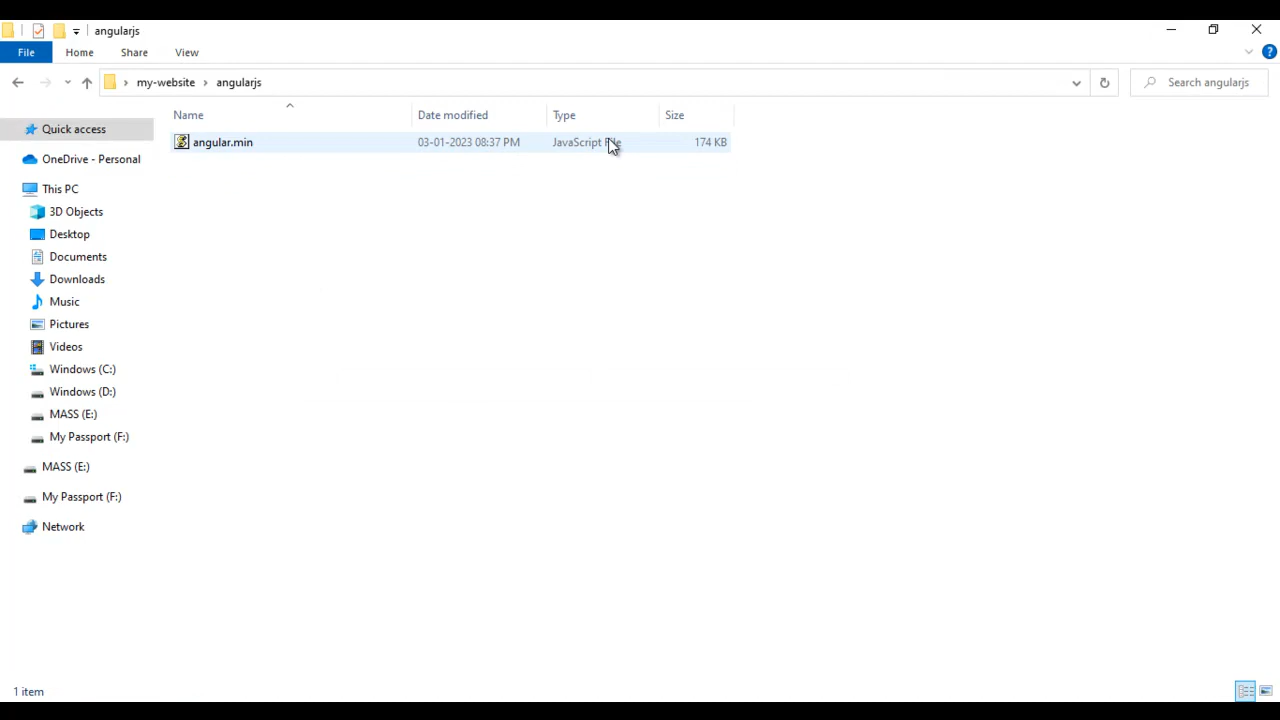 angularjs
File Home Share View
my-website angularjs Search angularjs
Name Date modified Type Size
angular.min 03-01-2023 08:37 PM JavaScript File 174 KB
Quick access
OneDrive - Personal
This PC
3D Objects
Desktop
Documents
Downloads
Music
Pictures
Videos
Windows (C:)
Windows (D:)
MASS (E:)
My Passport (F:)
MASS (E:)
My Passport (F:)
Network
1 item